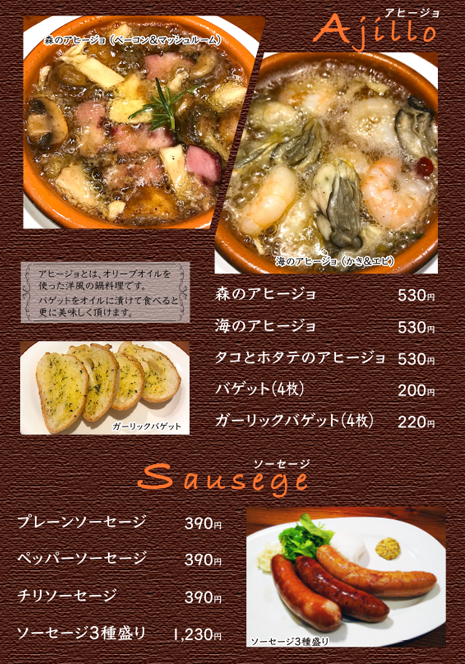 アヒージョ
Ajillo
森のアヒージョ（ベーコン&マッシュルーム）
海のアヒージョ（かき&エビ）
アヒージョとは、オリーブオイルを
使った洋風の鍋料理です。
バゲットをオイルに漬けて食べると
更に美味しく頂けます。
ガーリックバゲット
森のアヒージョ 530円
海のアヒージョ 530円
タコとホタテのアヒージョ 530円
バゲット(4枚) 200円
ガーリックバゲット(4枚) 220円
ソーセージ
Sausege
プレーンソーセージ 390円
ペッパーソーセージ 390円
チリソーセージ 390円
ソーセージ3種盛り 1,230円
ソーセージ3種盛り